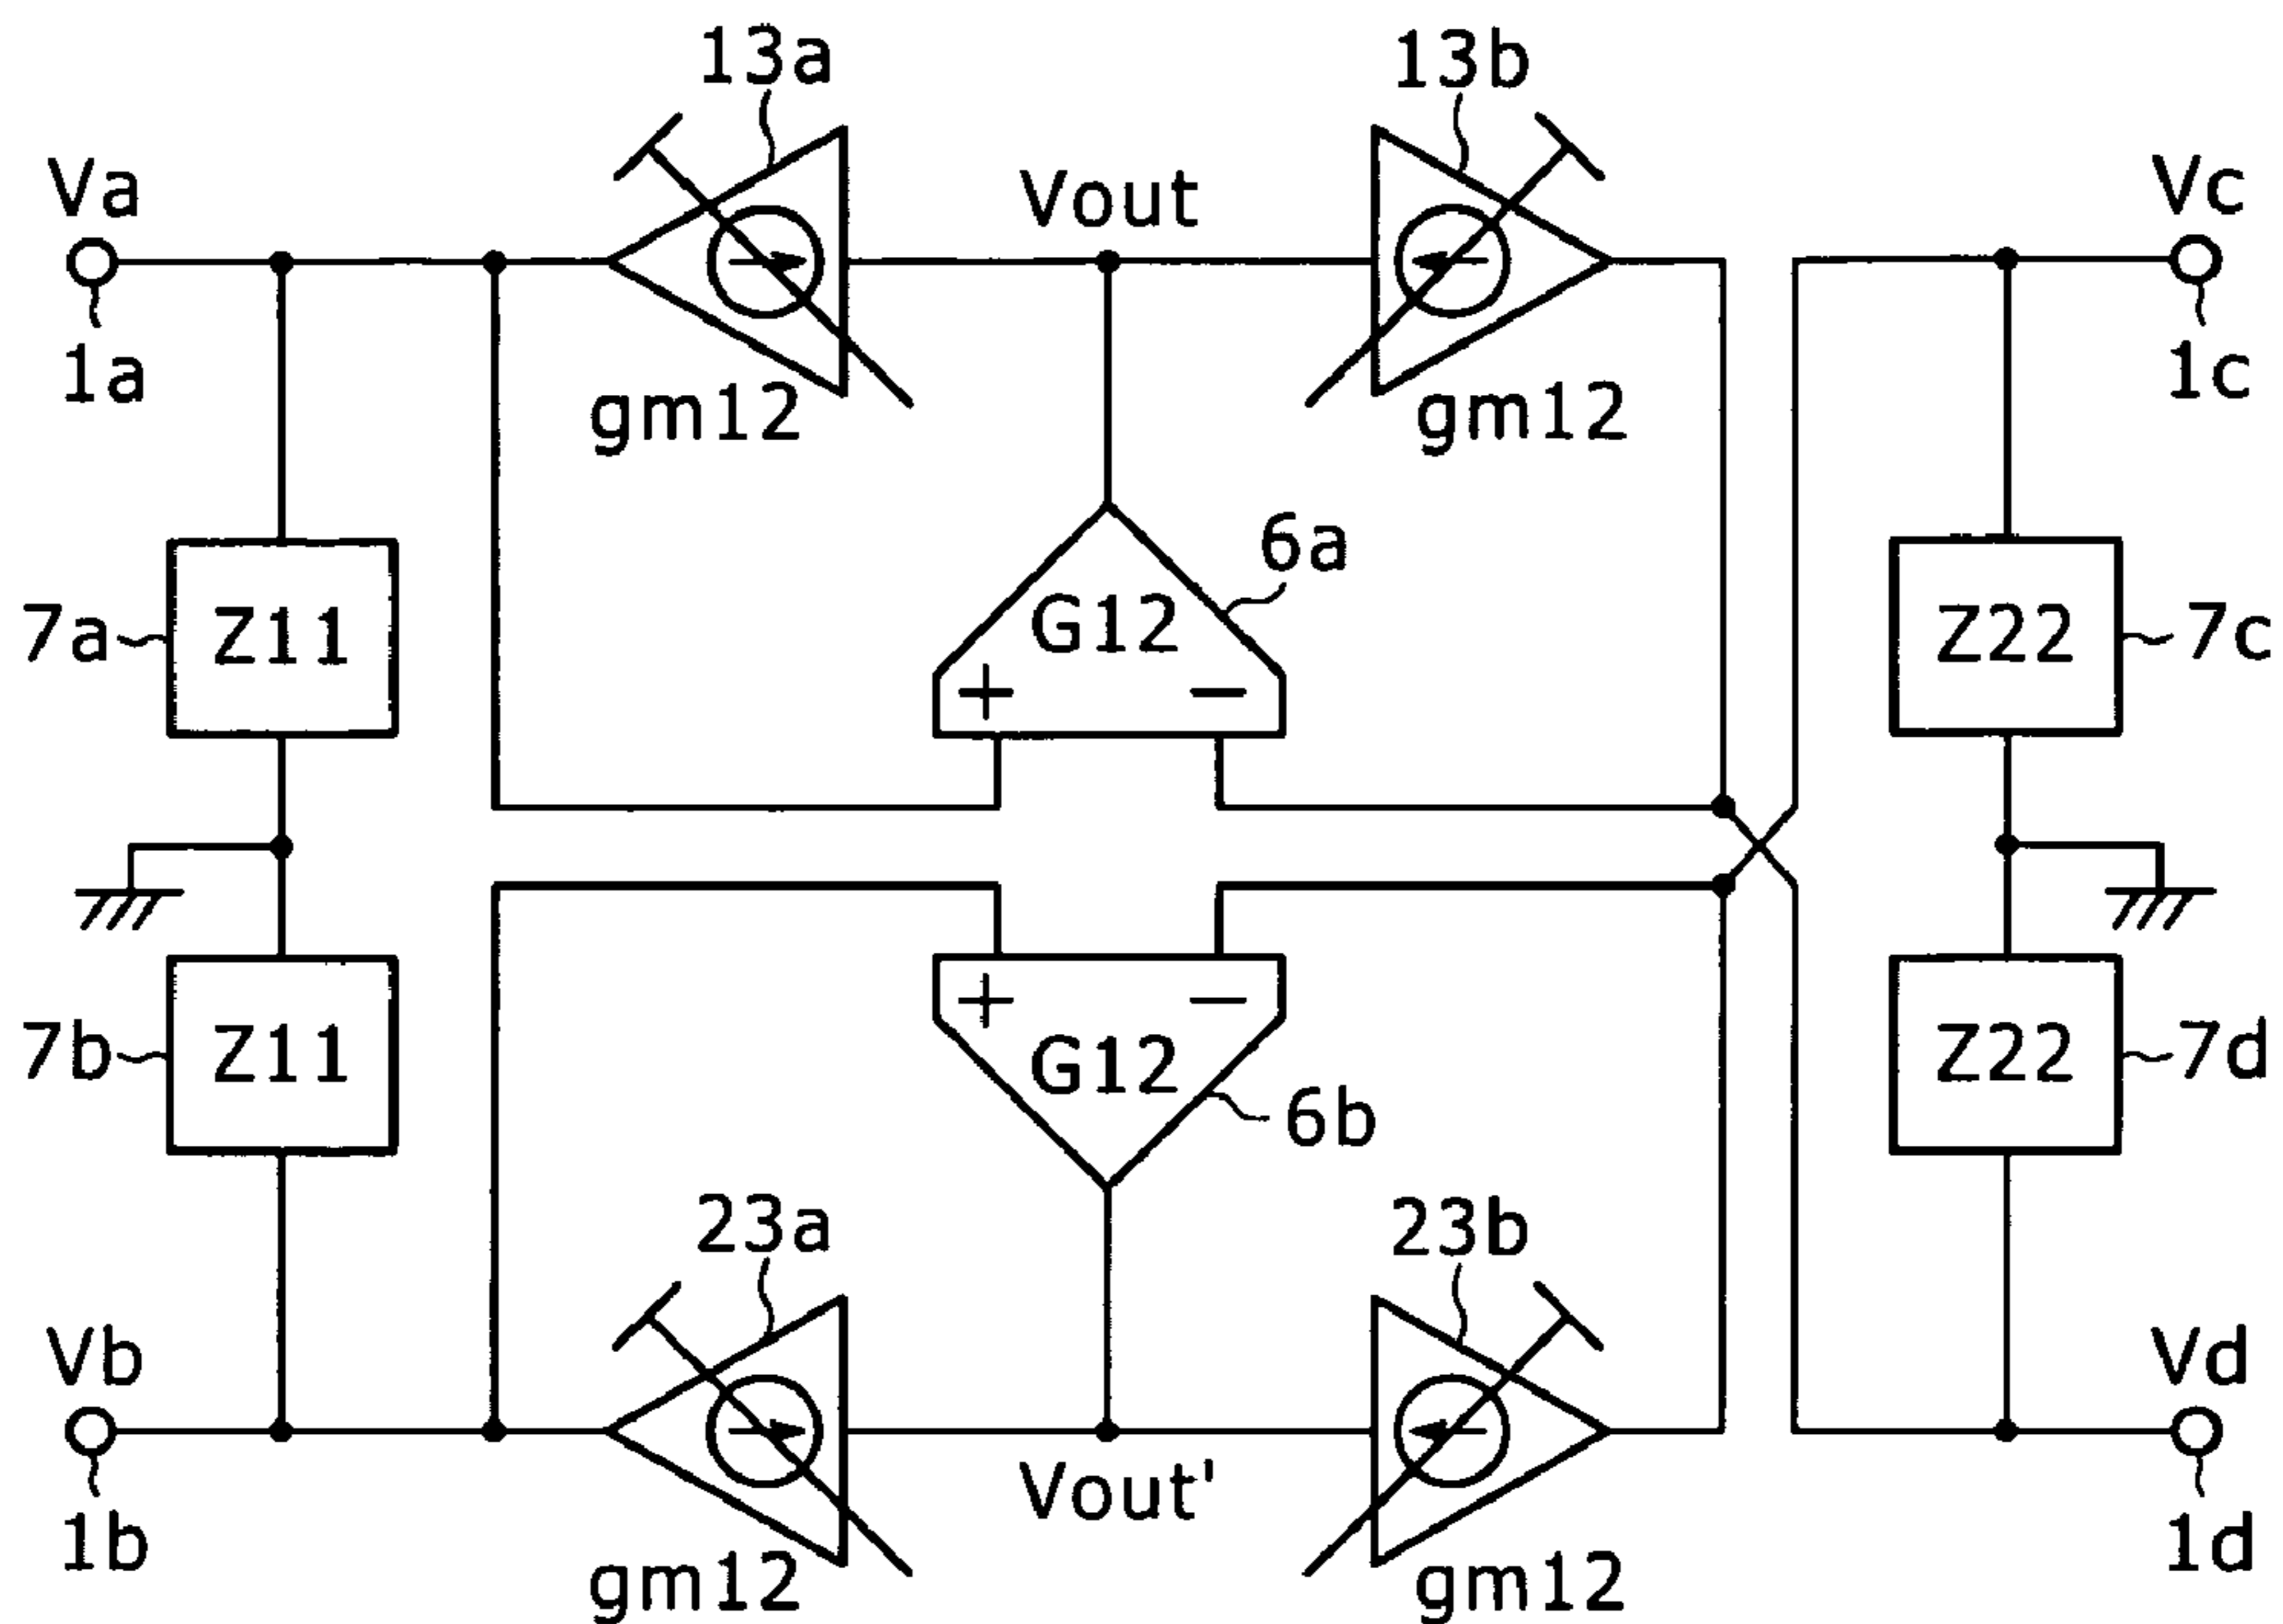 13a
13b
Va
Vout
Vc
1a
1c
gm12
gm12
6a
G12
7a
Z11
Z22
7c
+
−
+
−
7b
Z11
G12
Z22
7d
6b
23a
23b
Vb
Vd
Vout'
1b
1d
gm12
gm12